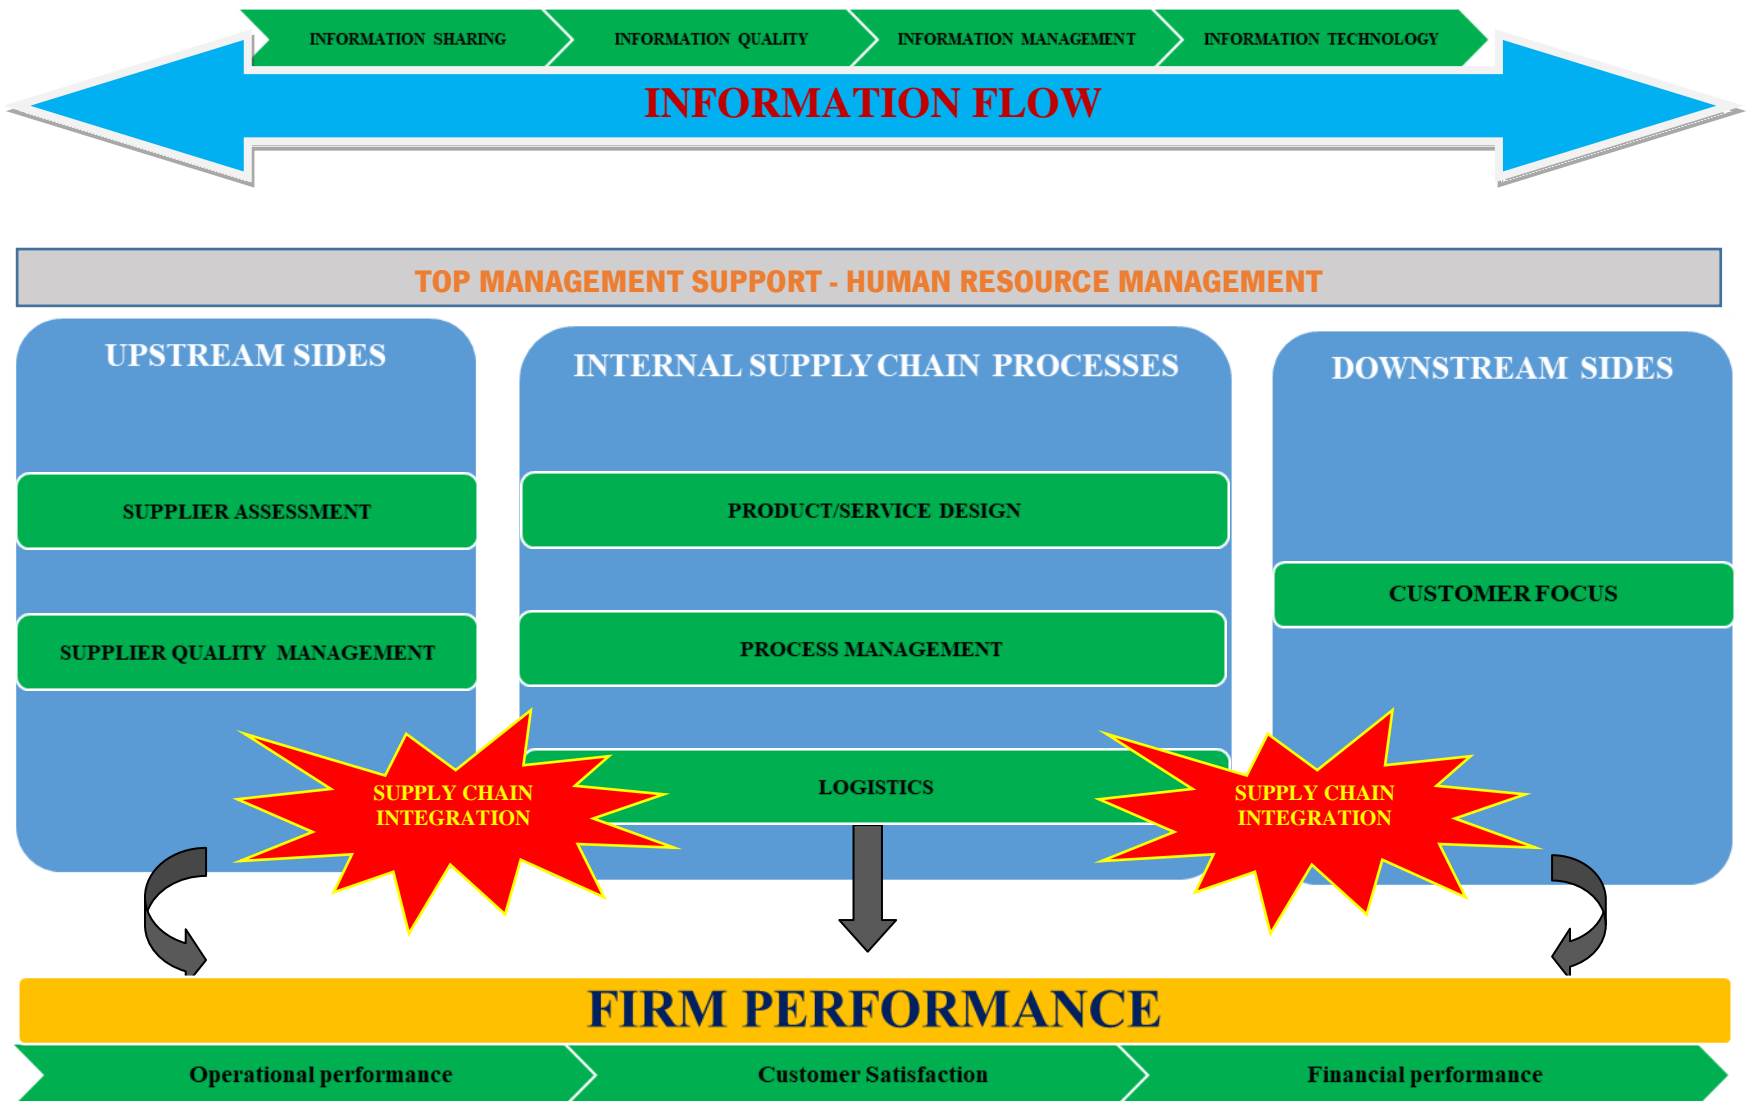 INFORMATION SHARING
INFORMATION QUALITY
INFORMATION MANAGEMENT
INFORMATION TECHNOLOGY
INFORMATION FLOW
TOP MANAGEMENT SUPPORT - HUMAN RESOURCE MANAGEMENT
UPSTREAM SIDES
SUPPLIER ASSESSMENT
SUPPLIER QUALITY MANAGEMENT
INTERNAL SUPPLY CHAIN PROCESSES
PRODUCT/SERVICE DESIGN
PROCESS MANAGEMENT
LOGISTICS
DOWNSTREAM SIDES
CUSTOMER FOCUS
SUPPLY CHAIN
INTEGRATION
SUPPLY CHAIN
INTEGRATION
FIRM PERFORMANCE
Operational performance
Customer Satisfaction
Financial performance